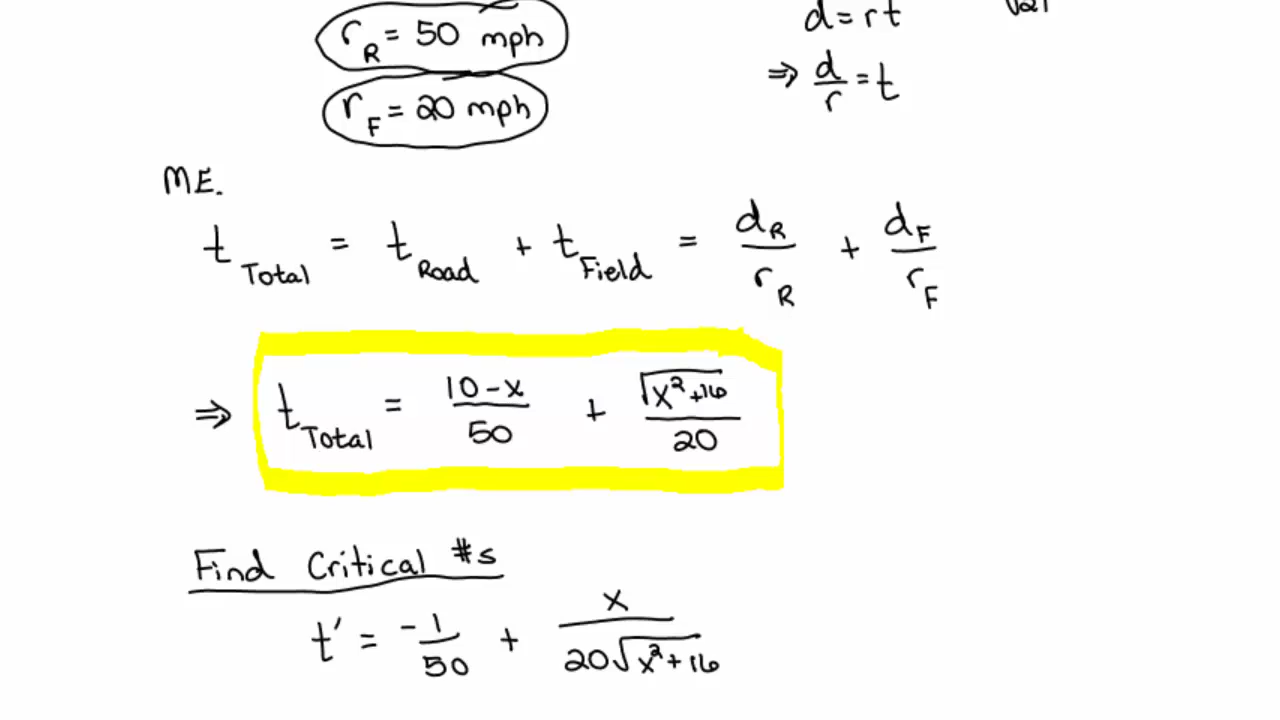 r_R = 50 mph
r_F = 20 mph
d = rt
√21
⇒ d/r = t
M.E.
t_Total = t_Road + t_Field = d_R/r_R + d_F/r_F
⇒ t_Total = (10-x)/50 + √(x²+16)/20
Find Critical #s
t' = -1/50 + x/(20√(x²+16))